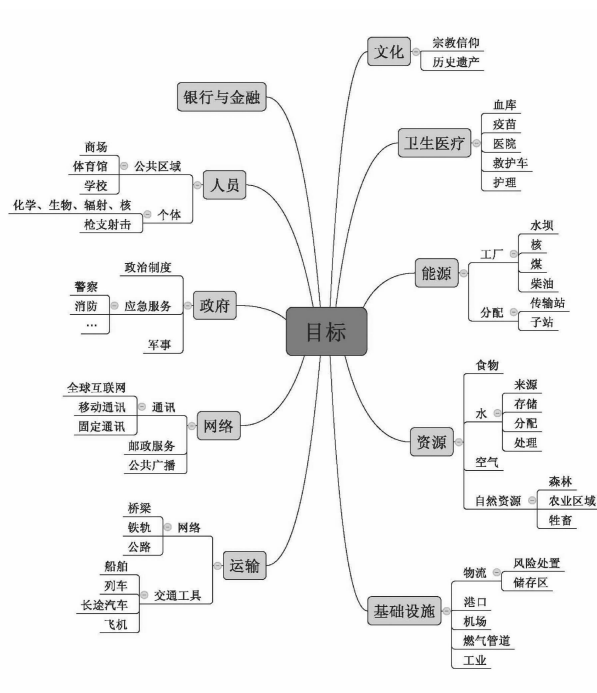 目标
文化
宗教信仰
历史遗产
卫生医疗
血库
疫苗
医院
救护车
护理
能源
工厂
水坝
核
煤
柴油
分配
传输站
子站
资源
食物
水
来源
存储
分配
处理
空气
自然资源
森林
农业区域
牲畜
基础设施
物流
风险处置
储存区
港口
机场
燃气管道
工业
银行与金融
人员
公共区域
商场
体育馆
学校
个体
化学、生物、辐射、核
枪支射击
政府
政治制度
应急服务
警察
消防
…
军事
网络
通讯
全球互联网
移动通讯
固定通讯
邮政服务
公共广播
运输
网络
桥梁
铁轨
公路
交通工具
船舶
列车
长途汽车
飞机